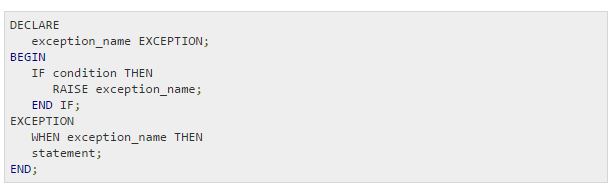 DECLARE
   exception_name EXCEPTION;
BEGIN
   IF condition THEN
      RAISE exception_name;
   END IF;
EXCEPTION
   WHEN exception_name THEN
   statement;
END;